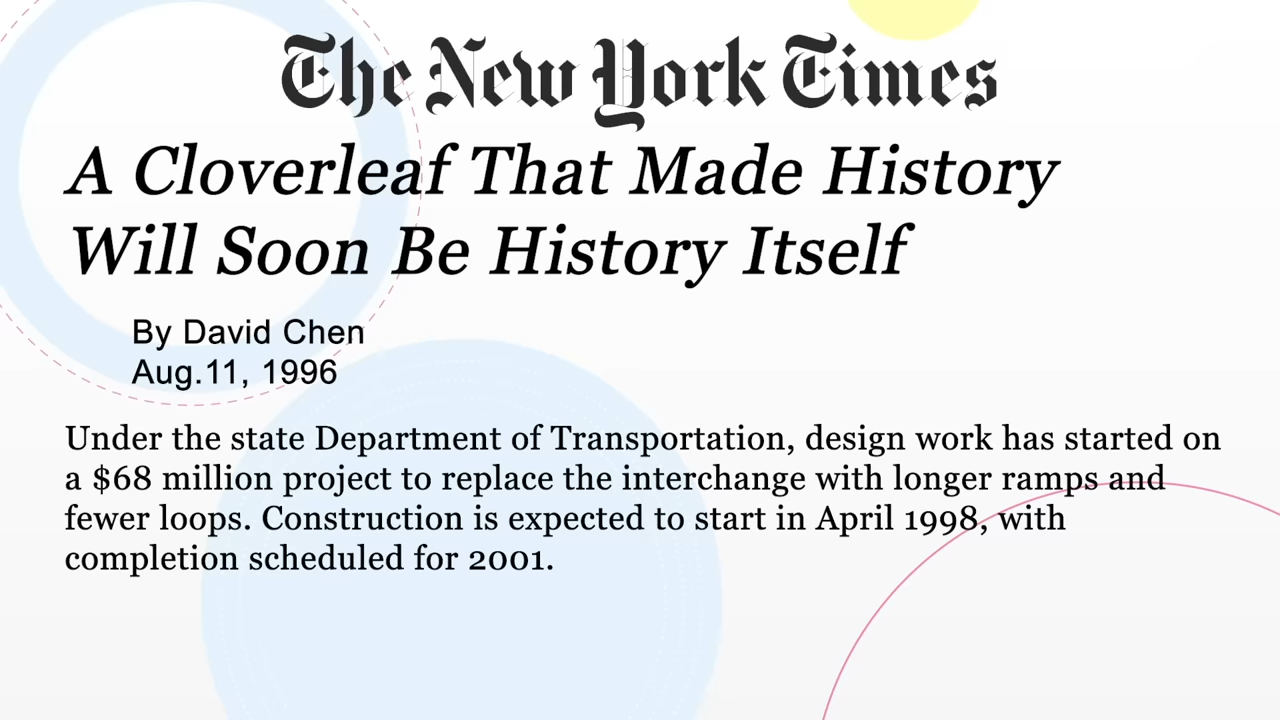 The New York Times
A Cloverleaf That Made History
Will Soon Be History Itself
By David Chen
Aug.11, 1996
Under the state Department of Transportation, design work has started on
a $68 million project to replace the interchange with longer ramps and
fewer loops. Construction is expected to start in April 1998, with
completion scheduled for 2001.